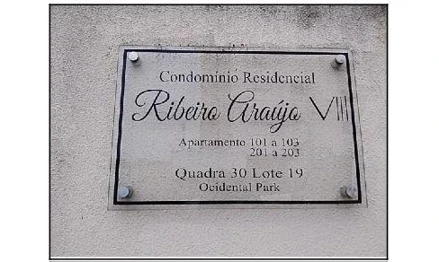 Condomínio Residencial
Ribeiro Araújo VIII
Apartamento 101 a 103
201 a 203
Quadra 30 Lote 19
Ocidental Park